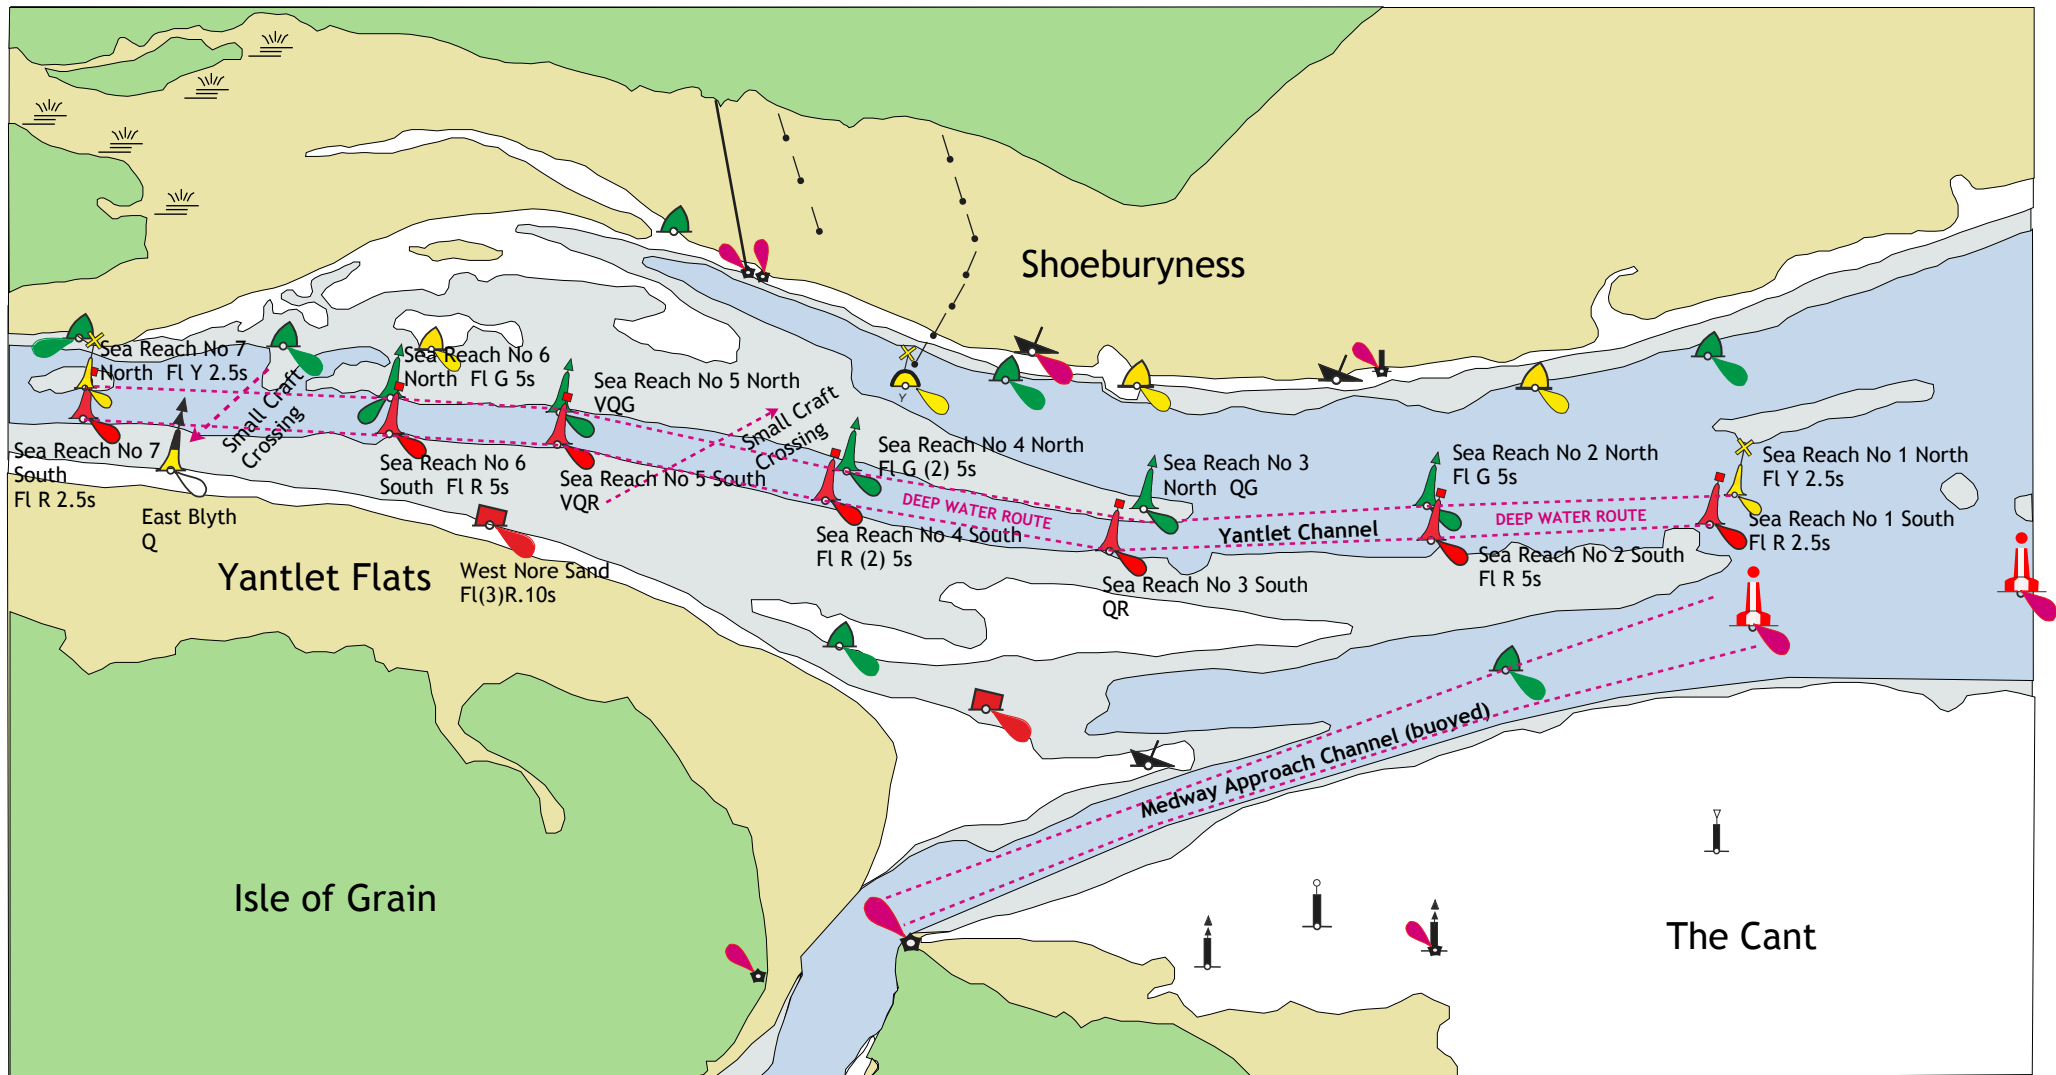 Shoeburyness
Sea Reach No 7
North Fl Y 2.5s
Sea Reach No 6
North Fl G 5s
Sea Reach No 5 North
VQG
Small Craft
Crossing
Small Craft
Crossing
Y
Sea Reach No 7
South
Fl R 2.5s
East Blyth
Q
Sea Reach No 6
South Fl R 5s
Sea Reach No 5 South
VQR
Sea Reach No 4 North
Fl G (2) 5s
Sea Reach No 3
North QG
Sea Reach No 2 North
Fl G 5s
Sea Reach No 1 North
Fl Y 2.5s
DEEP WATER ROUTE
Yantlet Channel
DEEP WATER ROUTE
Sea Reach No 4 South
Fl R (2) 5s
Sea Reach No 3 South
QR
Sea Reach No 2 South
Fl R 5s
Sea Reach No 1 South
Fl R 2.5s
Yantlet Flats
West Nore Sand
Fl(3)R.10s
Medway Approach Channel (buoyed)
Isle of Grain
The Cant